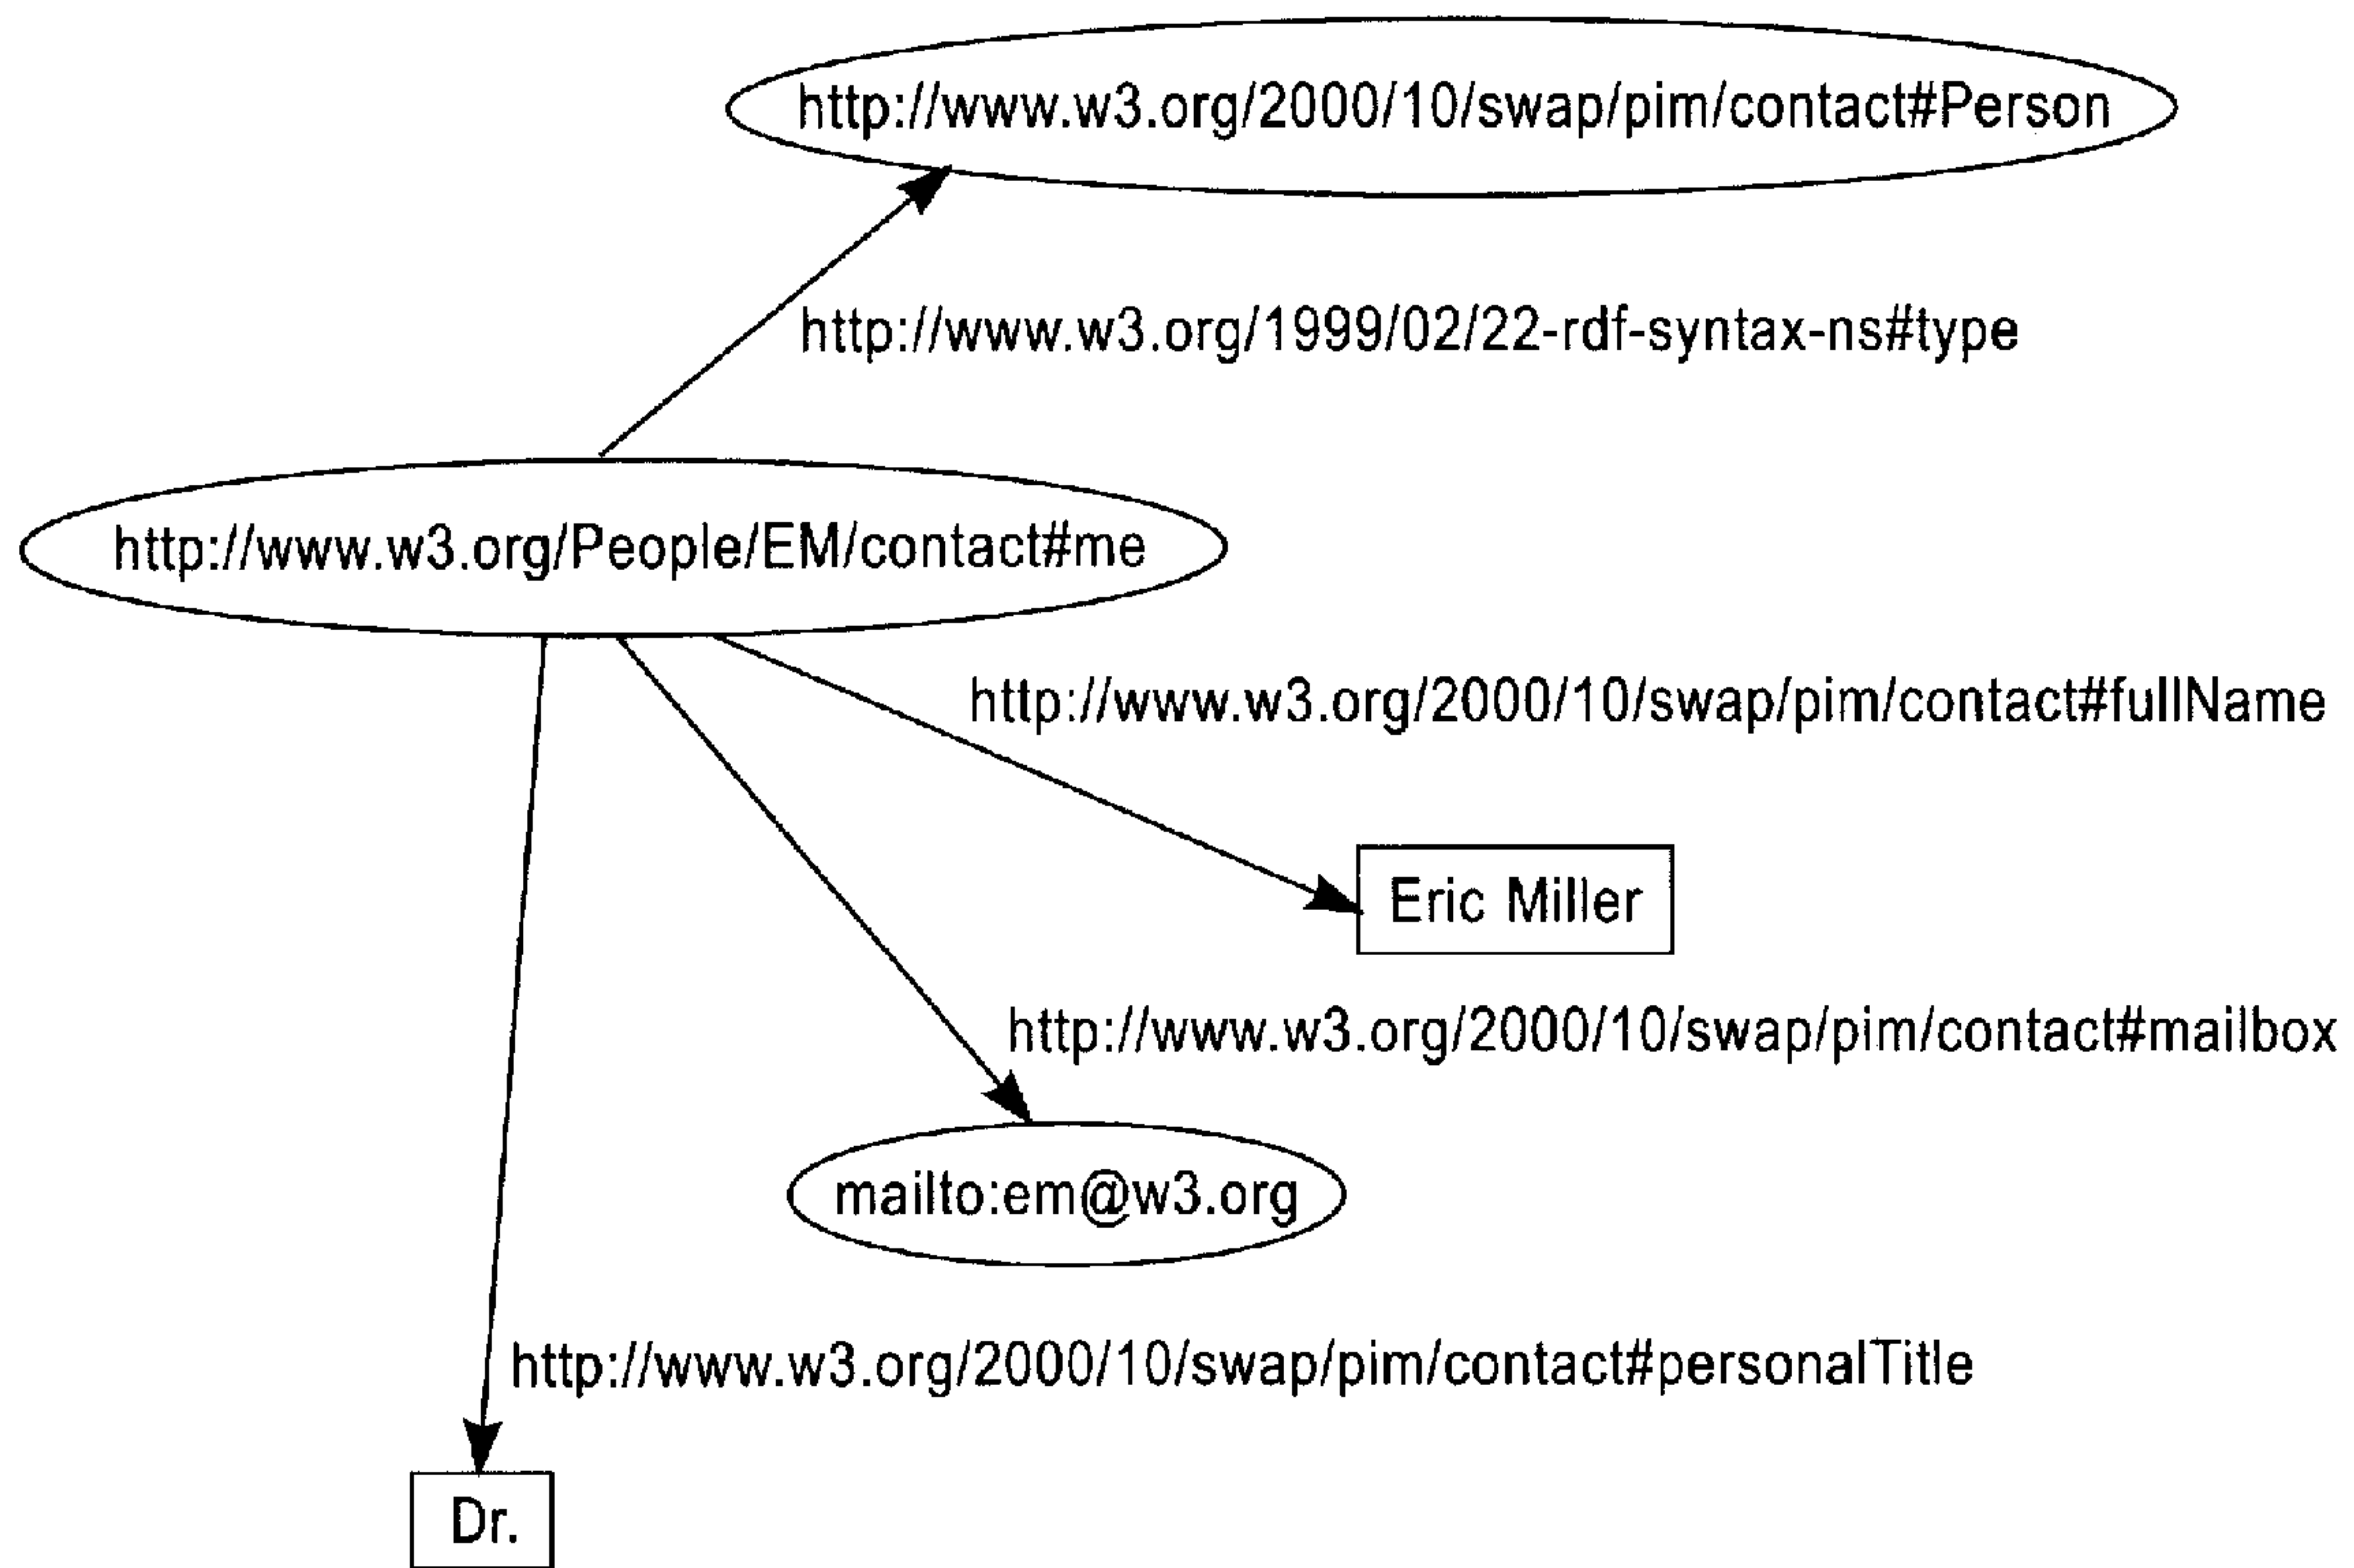 http://www.w3.org/2000/10/swap/pim/contact#Person
http://www.w3.org/1999/02/22-rdf-syntax-ns#type
http://www.w3.org/People/EM/contact#me
http://www.w3.org/2000/10/swap/pim/contact#fullName
Eric Miller
http://www.w3.org/2000/10/swap/pim/contact#mailbox
mailto:em@w3.org
http://www.w3.org/2000/10/swap/pim/contact#personalTitle
Dr.